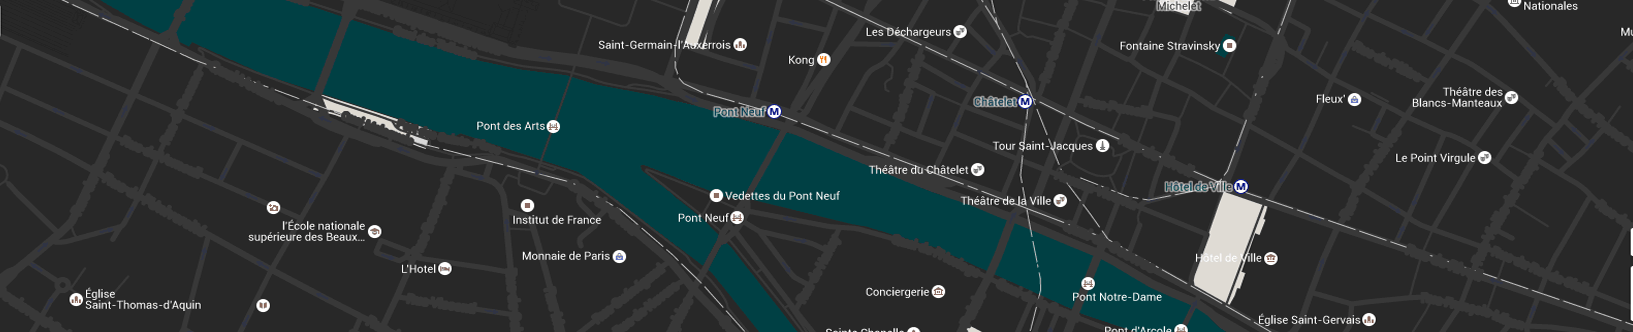 Michelet
Nationales
Les Déchargeurs
Saint-Germain-l'Auxerrois
Fontaine Stravinsky
Kong
Fleux'
Théâtre des
Blancs-Manteaux
Pont Neuf
M
Châtelet
M
Pont des Arts
Tour Saint-Jacques
Le Point Virgule
Théâtre du Châtelet
Hôtel de Ville
M
Vedettes du Pont Neuf
Théâtre de la Ville
Institut de France
Pont Neuf
l'École nationale
supérieure des Beaux...
Monnaie de Paris
Hôtel de Ville
L'Hotel
Conciergerie
Pont Notre-Dame
Église
Saint-Thomas-d'Aquin
Église Saint-Gervais
Pont d'Arcole
Sainte Chapelle